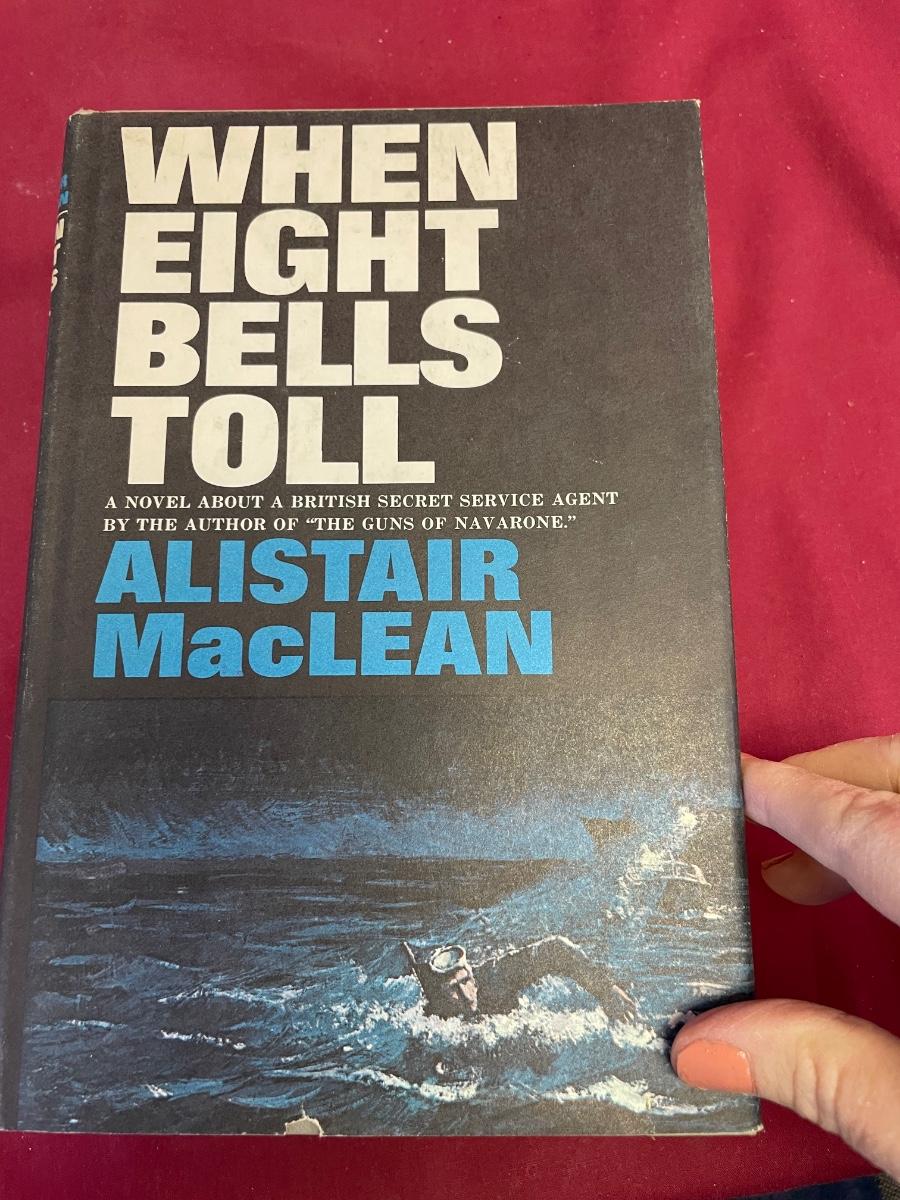 WHEN
EIGHT
BELLS
TOLL
A NOVEL ABOUT A BRITISH SECRET SERVICE AGENT
BY THE AUTHOR OF “THE GUNS OF NAVARONE.”
ALISTAIR
MacLEAN